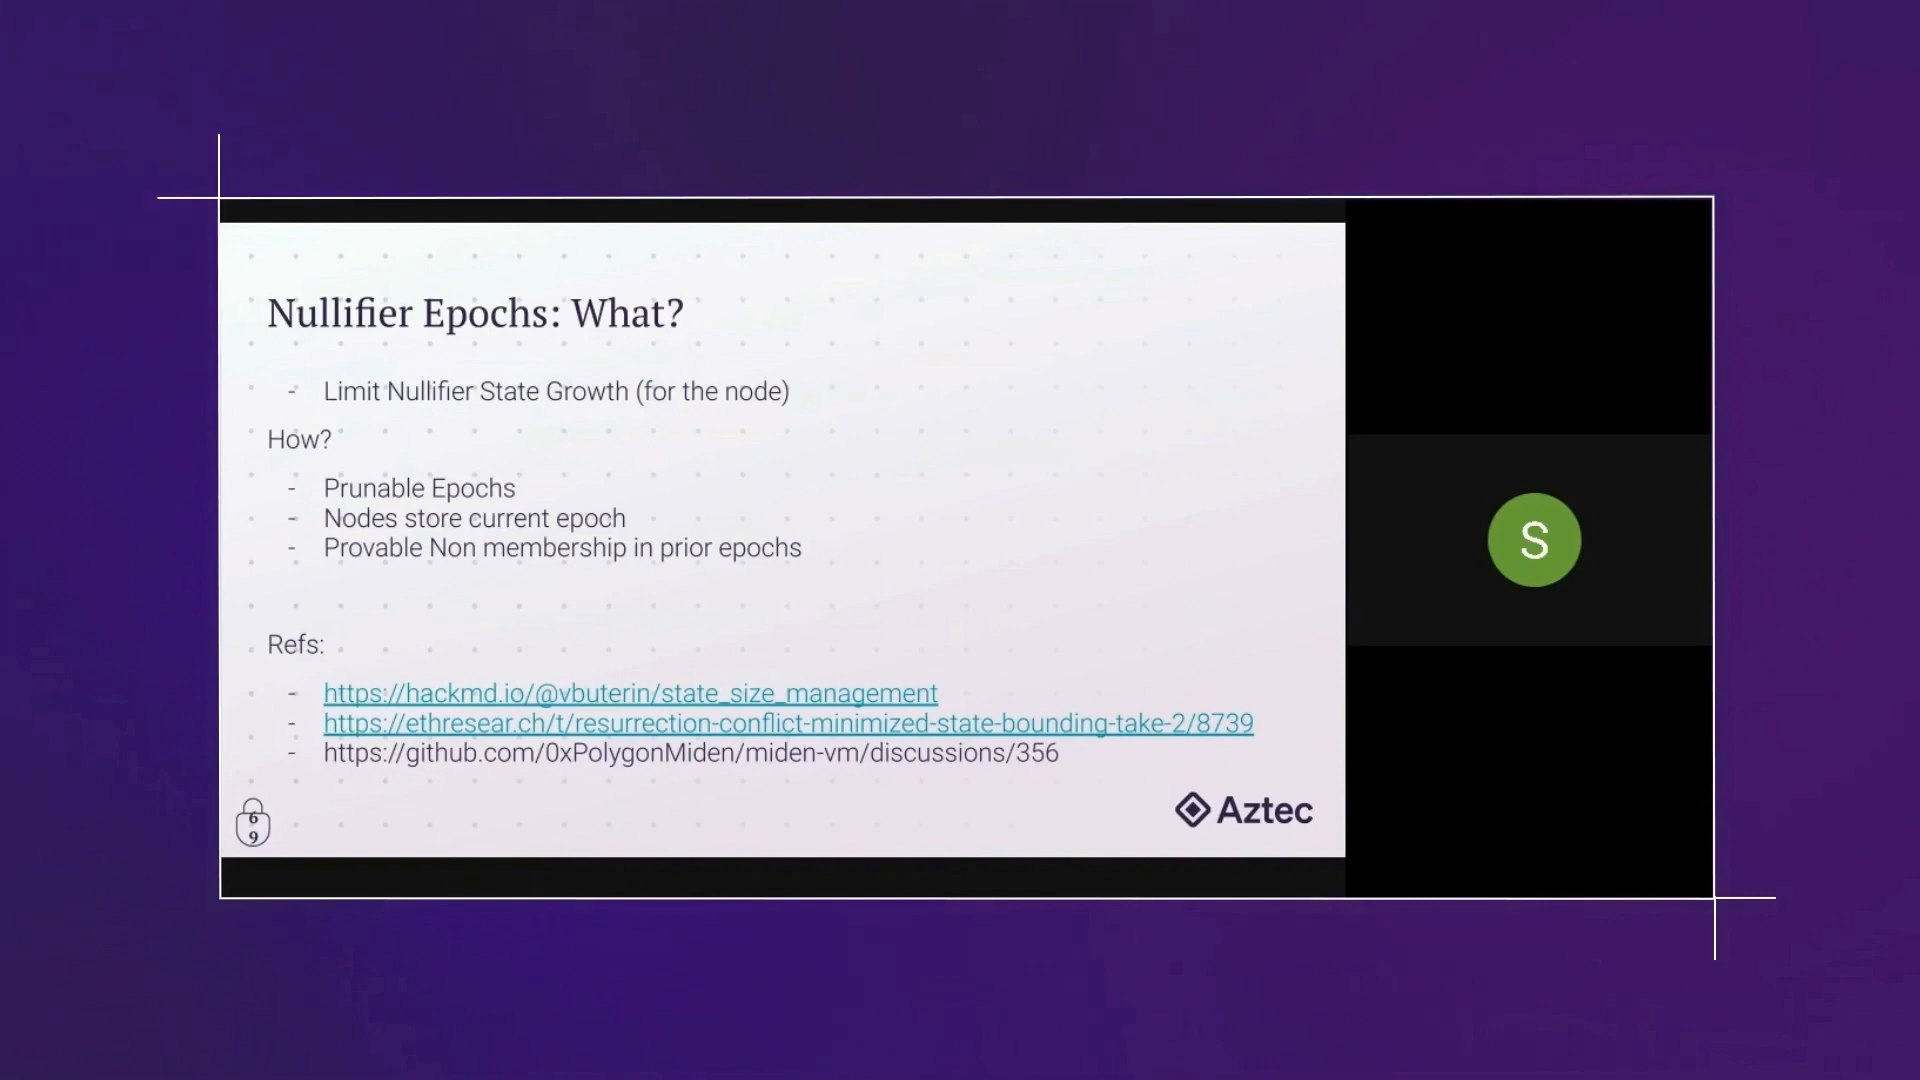 Nullifier Epochs: What?
- Limit Nullifier State Growth (for the node)
How?
- Prunable Epochs
- Nodes store current epoch
- Provable Non membership in prior epochs
Refs:
- https://hackmd.io/@vbuterin/state_size_management
- https://ethresear.ch/t/resurrection-conflict-minimized-state-bounding-take-2/8739
- https://github.com/0xPolygonMiden/miden-vm/discussions/356
6
9
Aztec
S